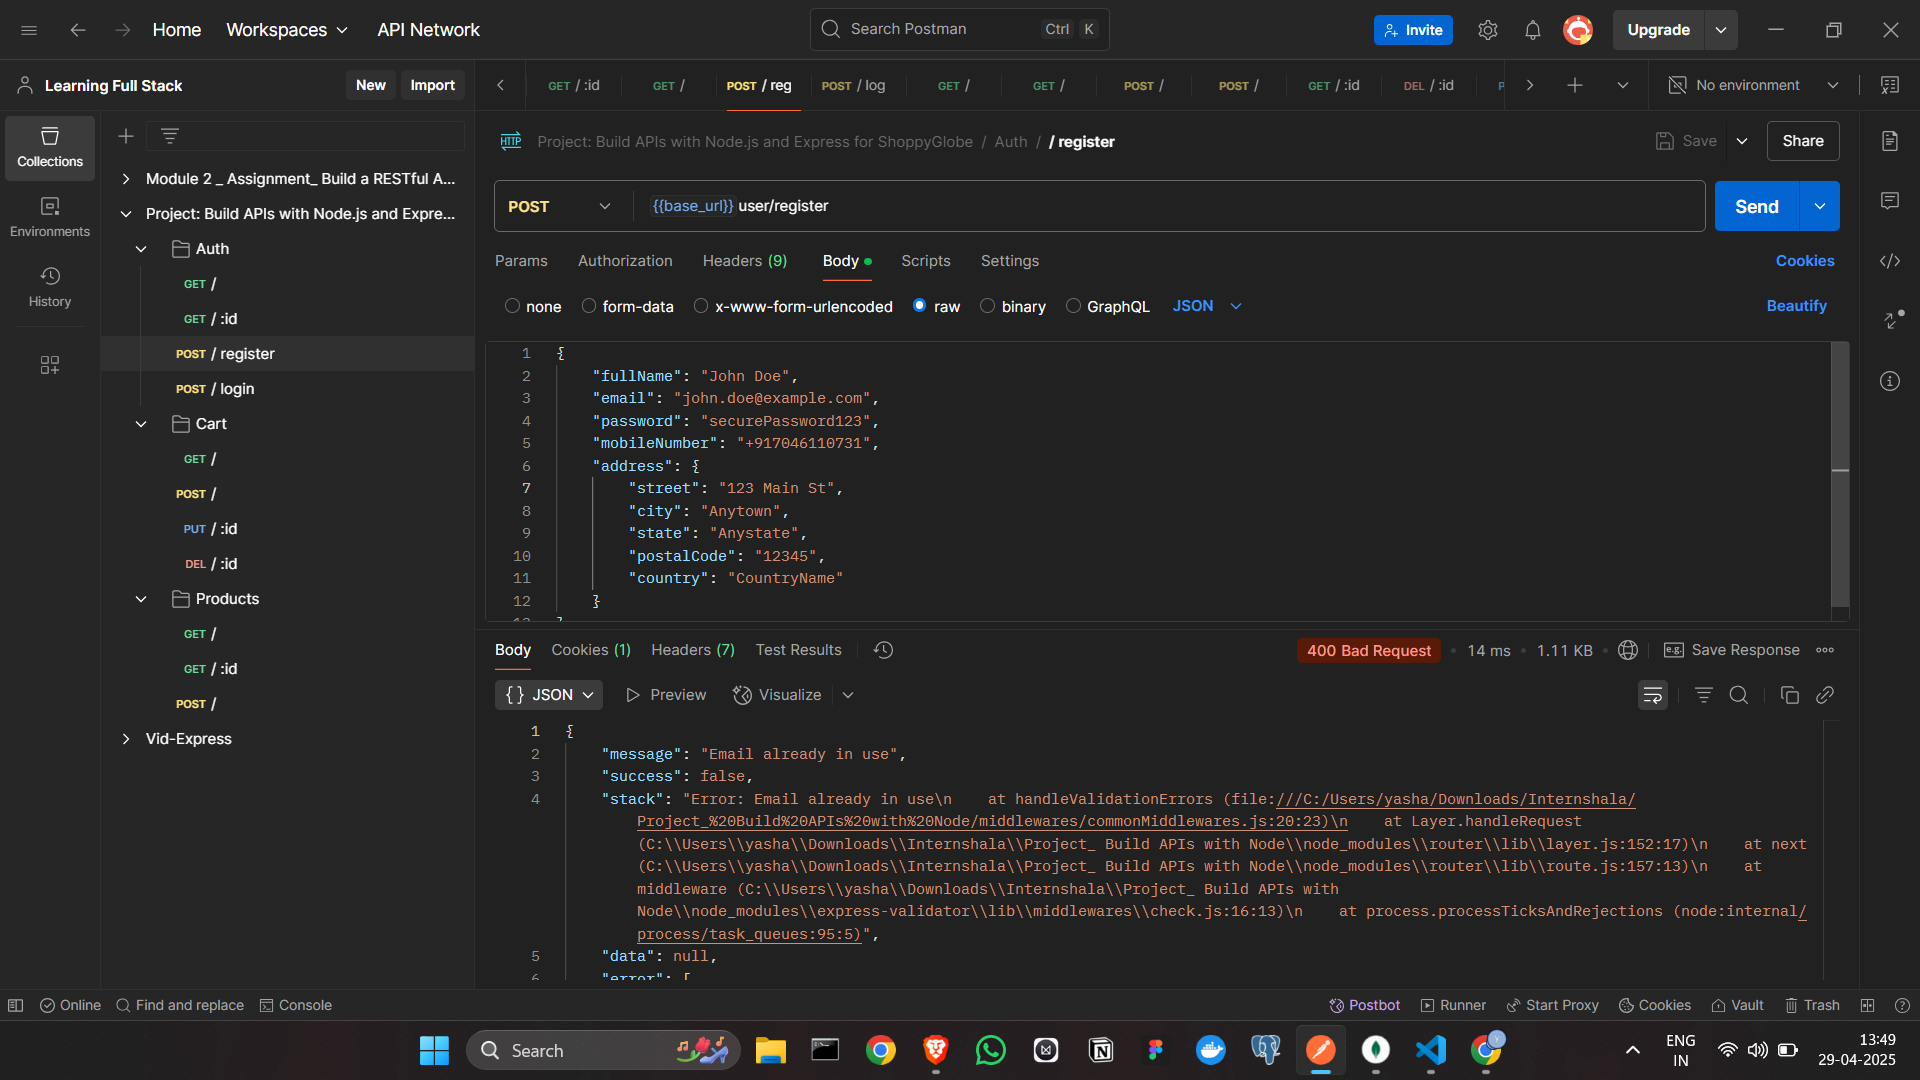 Home
Workspaces
API Network
Search Postman
Ctrl
K
Invite
Upgrade
Learning Full Stack
New
Import
GET / :id
GET /
POST / reg
POST / log
GET /
GET /
POST /
POST /
GET / :id
DEL / :id
No environment
Collections
Environments
History
Module 2 _ Assignment_ Build a RESTful A...
Project: Build APIs with Node.js and Expre...
Auth
GET /
GET / :id
POST / register
POST / login
Cart
GET /
POST /
PUT / :id
DEL / :id
Products
GET /
GET / :id
POST /
Vid-Express
HTTP
Project: Build APIs with Node.js and Express for ShoppyGlobe / Auth / / register
Save
Share
POST
{{base_url}} user/register
Send
Params
Authorization
Headers (9)
Body
Scripts
Settings
Cookies
none
form-data
x-www-form-urlencoded
raw
binary
GraphQL
JSON
Beautify
1 {
2 "fullName": "John Doe",
3 "email": "john.doe@example.com",
4 "password": "securePassword123",
5 "mobileNumber": "+917046110731",
6 "address": {
7 "street": "123 Main St",
8 "city": "Anytown",
9 "state": "Anystate",
10 "postalCode": "12345",
11 "country": "CountryName"
12 }
Body
Cookies (1)
Headers (7)
Test Results
400 Bad Request
14 ms
1.11 KB
e.g.
Save Response
{} JSON
Preview
Visualize
1 {
2 "message": "Email already in use",
3 "success": false,
4 "stack": "Error: Email already in use\n    at handleValidationErrors (file:///C:/Users/yasha/Downloads/Internshala/
Project_%20Build%20APIs%20with%20Node/middlewares/commonMiddlewares.js:20:23)\n    at Layer.handleRequest
(C:\\Users\\yasha\\Downloads\\Internshala\\Project_ Build APIs with Node\\node_modules\\router\\lib\\layer.js:152:17)\n    at next
(C:\\Users\\yasha\\Downloads\\Internshala\\Project_ Build APIs with Node\\node_modules\\router\\lib\\route.js:157:13)\n    at
middleware (C:\\Users\\yasha\\Downloads\\Internshala\\Project_ Build APIs with
Node\\node_modules\\express-validator\\lib\\middlewares\\check.js:16:13)\n    at process.processTicksAndRejections (node:internal/
process/task_queues:95:5)",
5 "data": null,
6 "error": [
Online
Find and replace
Console
Postbot
Runner
Start Proxy
Cookies
Vault
Trash
Search
ENG
IN
13:49
29-04-2025